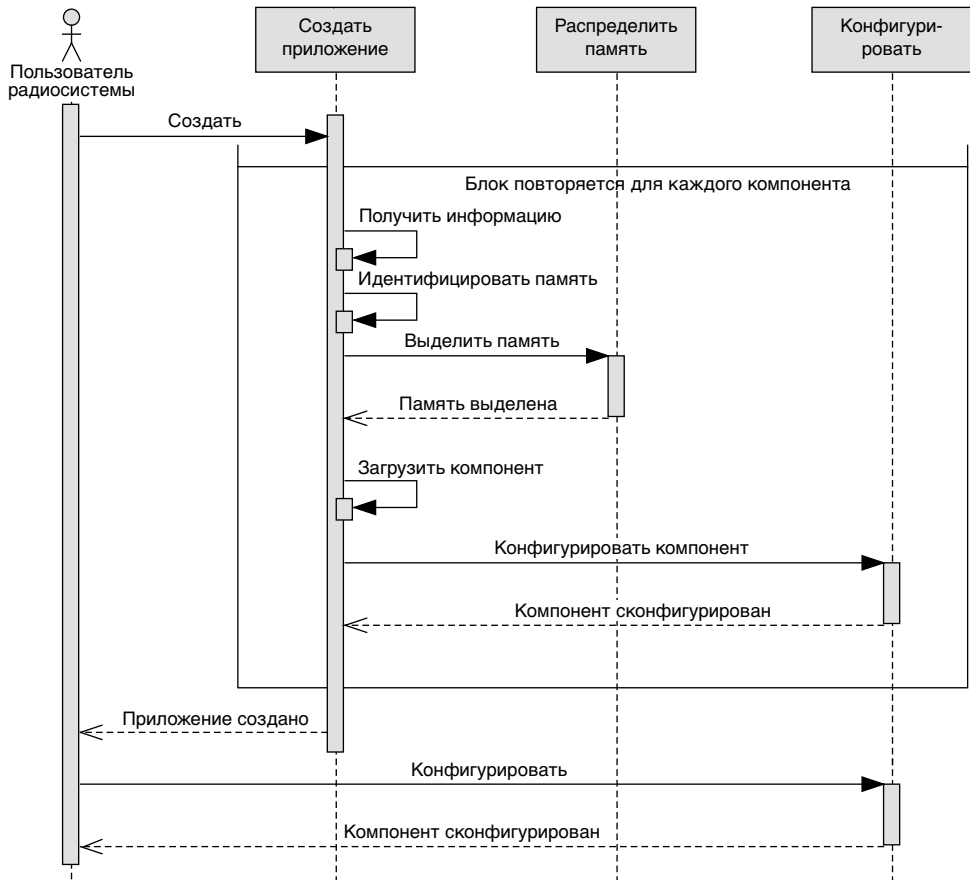 Пользователь
радиосистемы
Создать
приложение
Распределить
память
Конфигури-
ровать
Создать
Блок повторяется для каждого компонента
Получить информацию
Идентифицировать память
Выделить память
Память выделена
Загрузить компонент
Конфигурировать компонент
Компонент сконфигурирован
Приложение создано
Конфигурировать
Компонент сконфигурирован